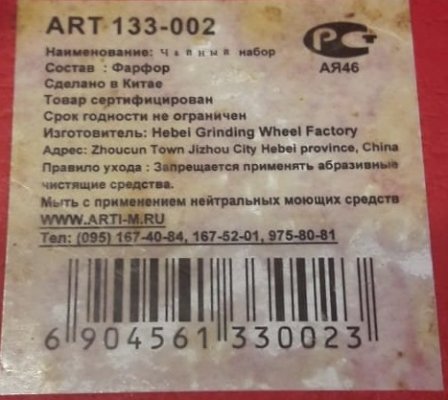 ART 133-002
Наименование: Чайный набор
Состав : Фарфор
Сделано в Китае
Товар сертифицирован
Срок годности не ограничен
Изготовитель: Hebei Grinding Wheel Factory
Адрес: Zhoucun Town Jizhou City Hebei province, China
Правило ухода : Запрещается применять абразивные
чистящие средства.
Мыть с применением нейтральных моющих средств
WWW.ARTI-M.RU
Тел: (095) 167-40-84, 167-52-01, 975-80-81
6 904561 330023
РСТ
АЯ46